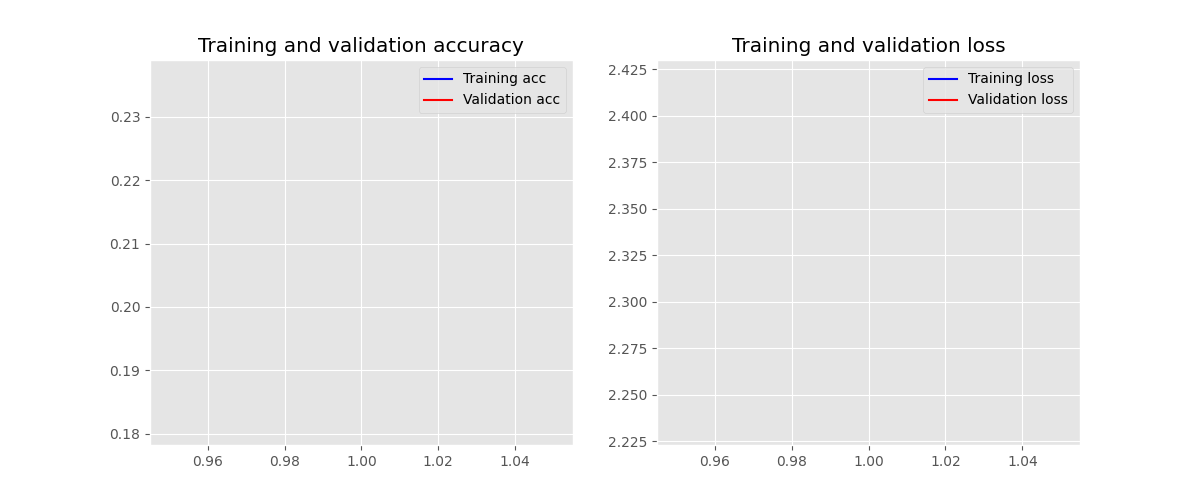 Training and validation accuracy
Training acc
Validation acc
0.23
0.22
0.21
0.20
0.19
0.18
0.96 0.98 1.00 1.02 1.04
Training and validation loss
Training loss
Validation loss
2.425
2.400
2.375
2.350
2.325
2.300
2.275
2.250
2.225
0.96 0.98 1.00 1.02 1.04